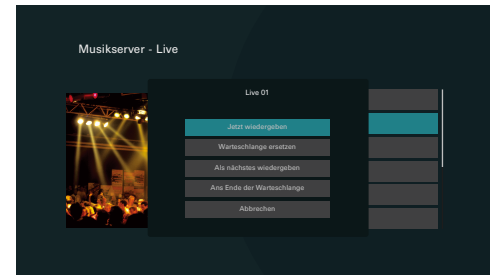 Musikserver - Live
Live 01
Jetzt wiedergeben
Warteschlange ersetzen
Als nächstes wiedergeben
Ans Ende der Warteschlange
Abbrechen